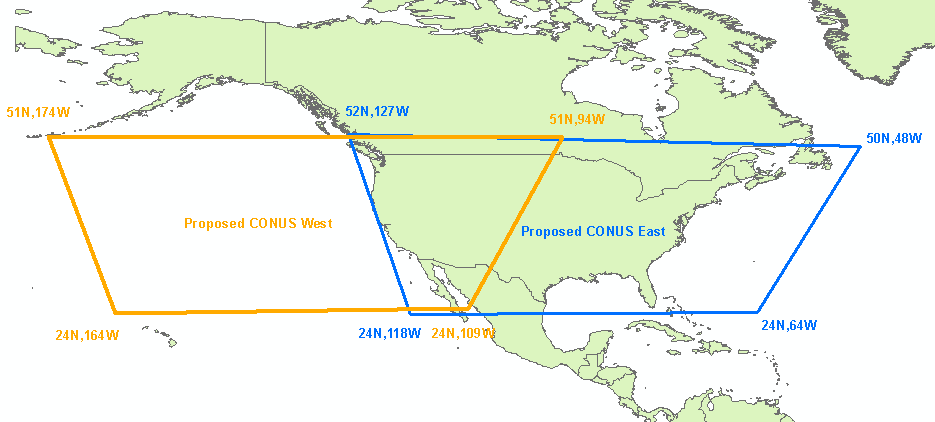 51N,174W
52N,127W
51N,94W
50N,48W
Proposed CONUS West
Proposed CONUS East
24N,164W
24N,118W
24N,109W
24N,64W